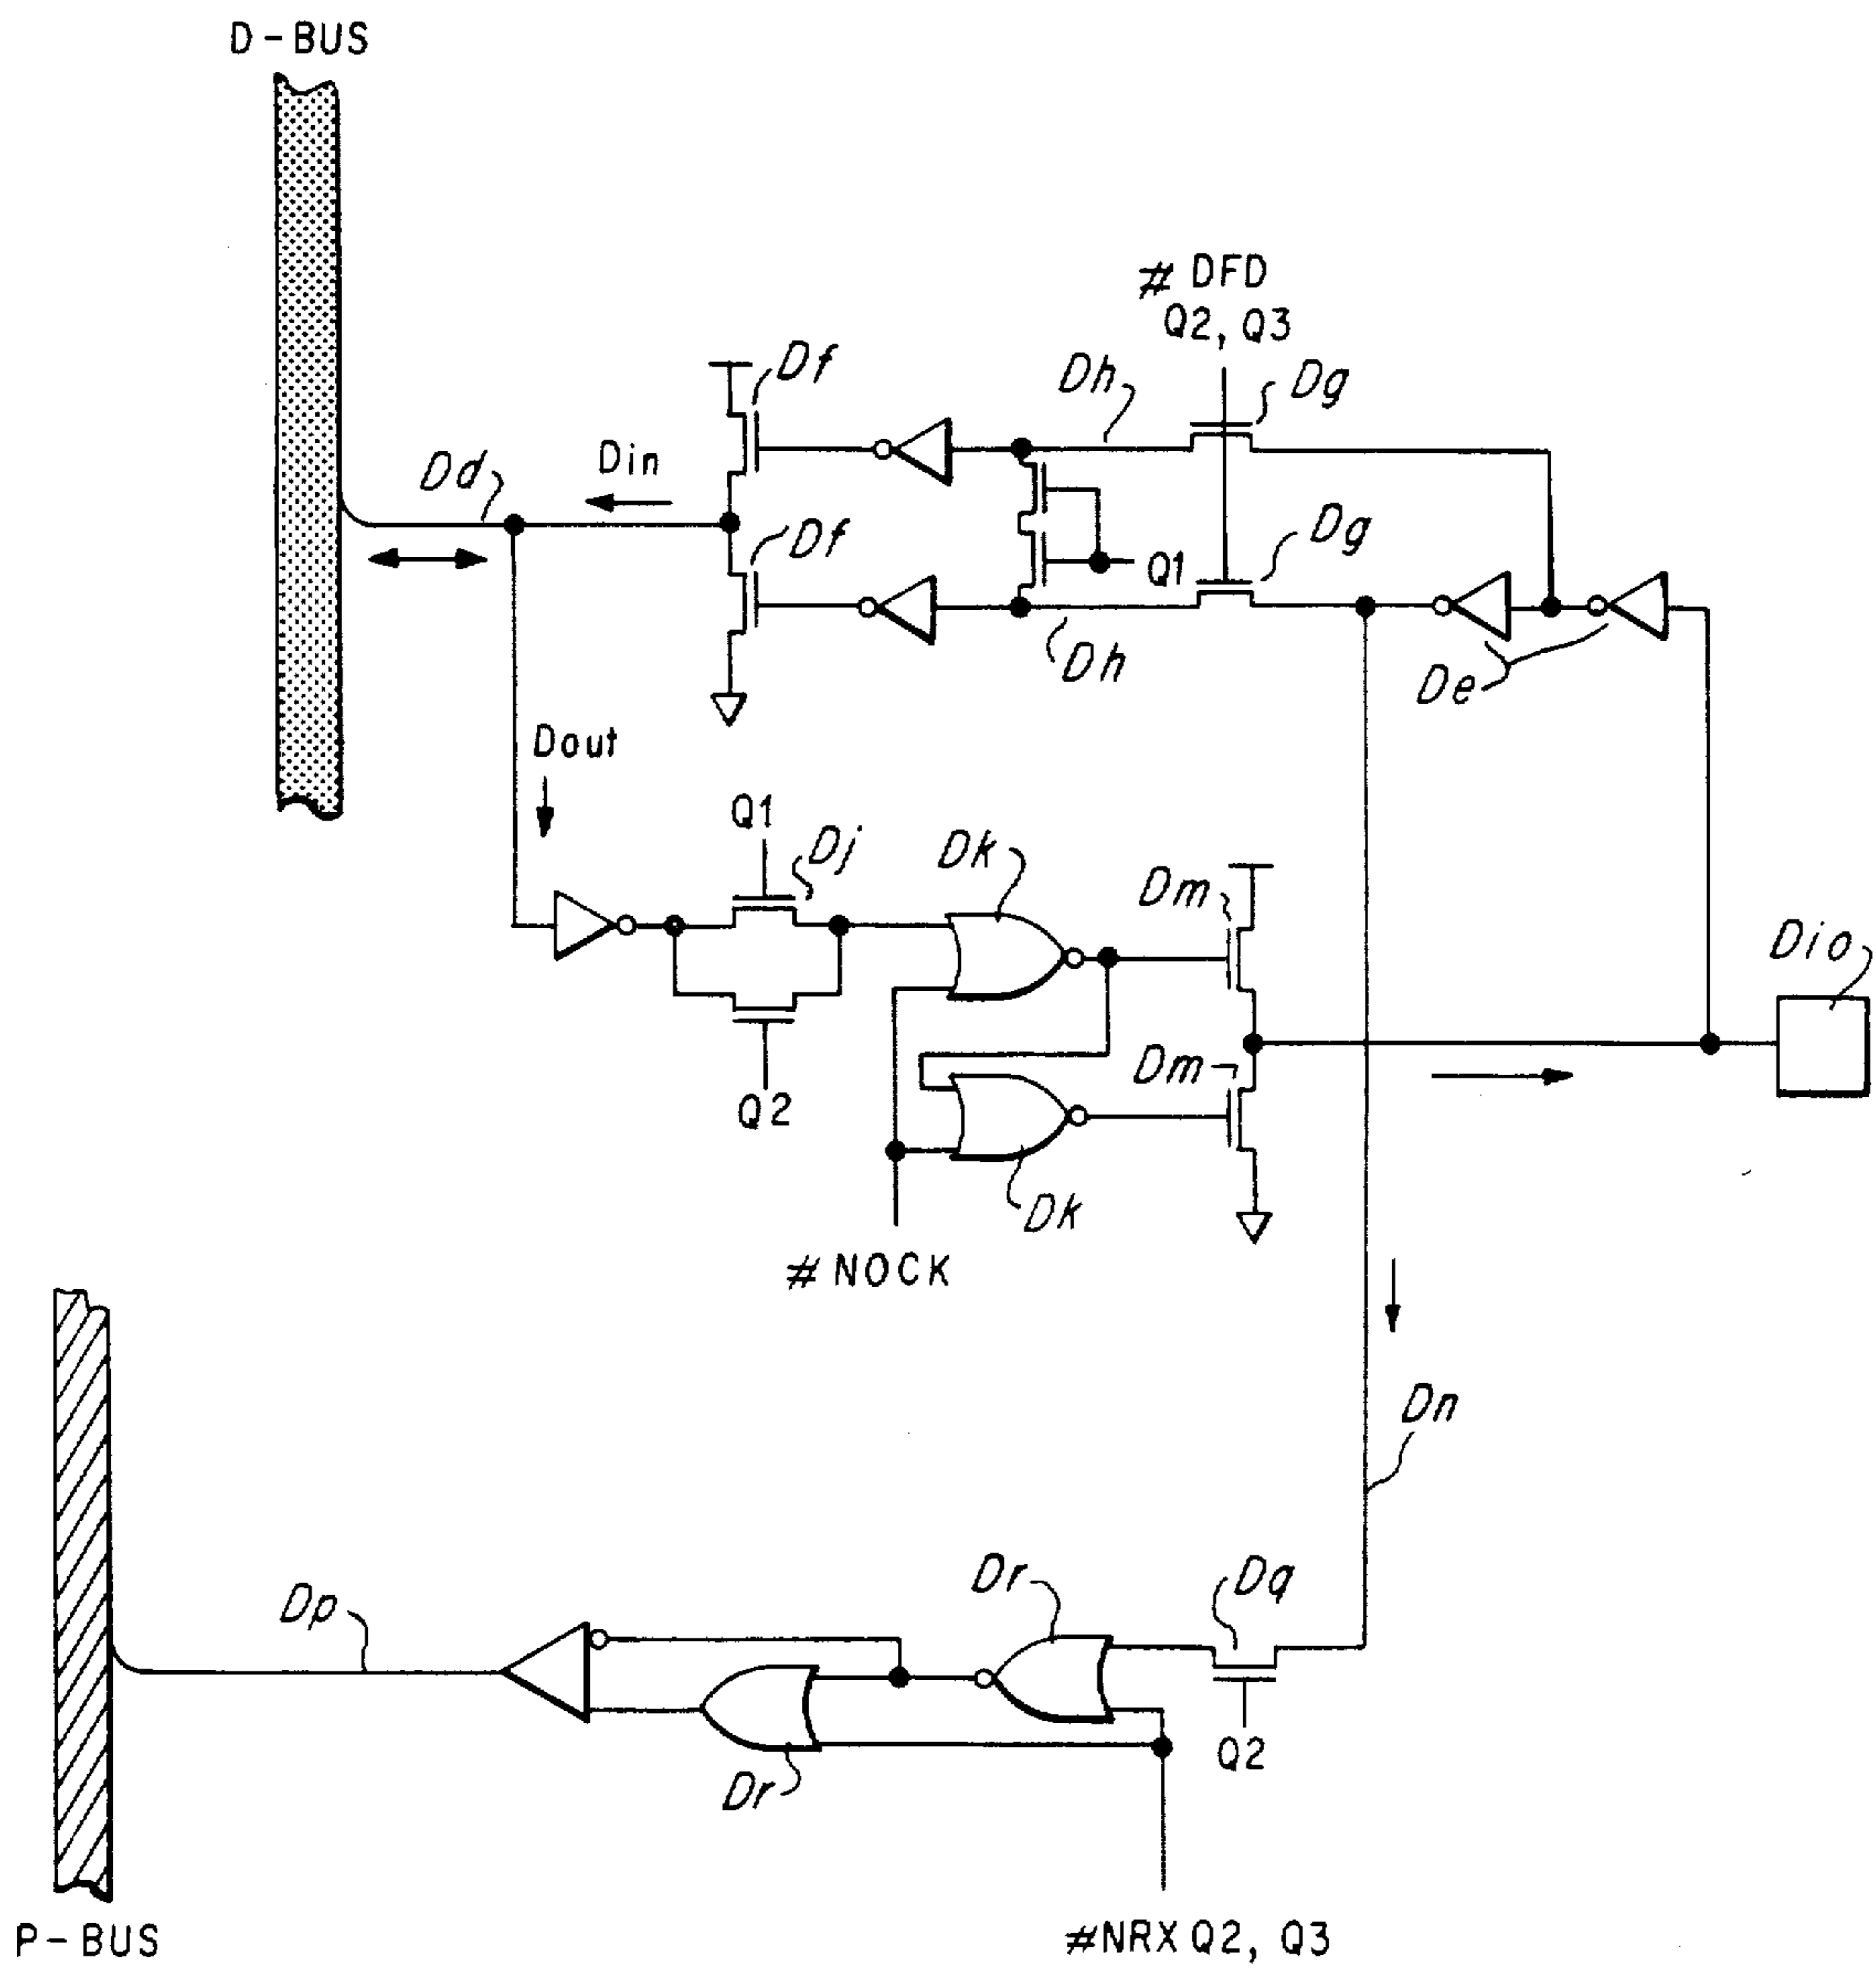 D-BUS
# DFD
Q2, Q3
Df
Dh
Dg
Din
Dd
Df
Dg
Q1
Dh
De
Dout
Q1
Dj
Dk
Dm
Dio
Dm
Q2
Dk
#NOCK
Dn
Dr
Dq
Dp
Q2
Dr
P-BUS
#NRX Q2, Q3